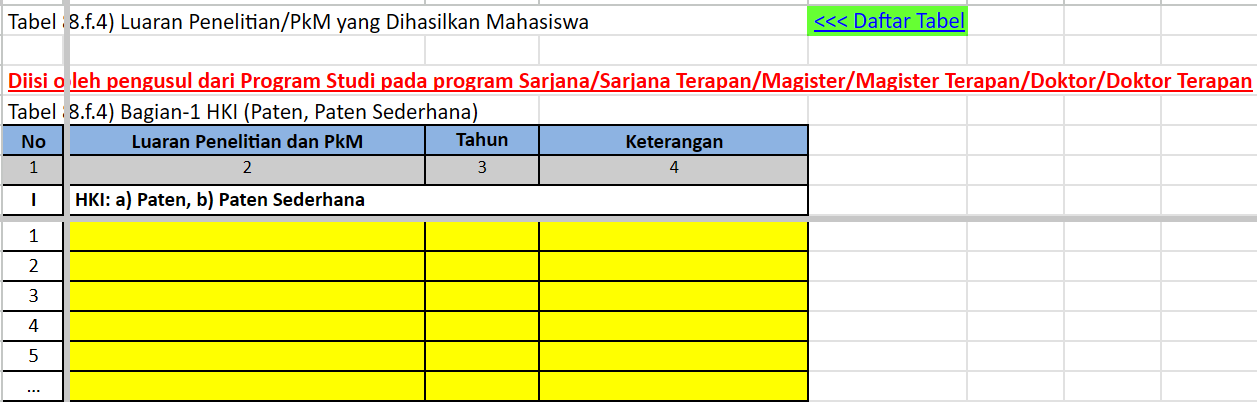 Tabel 8.f.4) Luaran Penelitian/PkM yang Dihasilkan Mahasiswa <<< Daftar Tabel
Diisi oleh pengusul dari Program Studi pada program Sarjana/Sarjana Terapan/Magister/Magister Terapan/Doktor/Doktor Terapan
Tabel 8.f.4) Bagian-1 HKI (Paten, Paten Sederhana)
No Luaran Penelitian dan PkM Tahun Keterangan
1 2 3 4
I HKI: a) Paten, b) Paten Sederhana
1
2
3
4
5
...